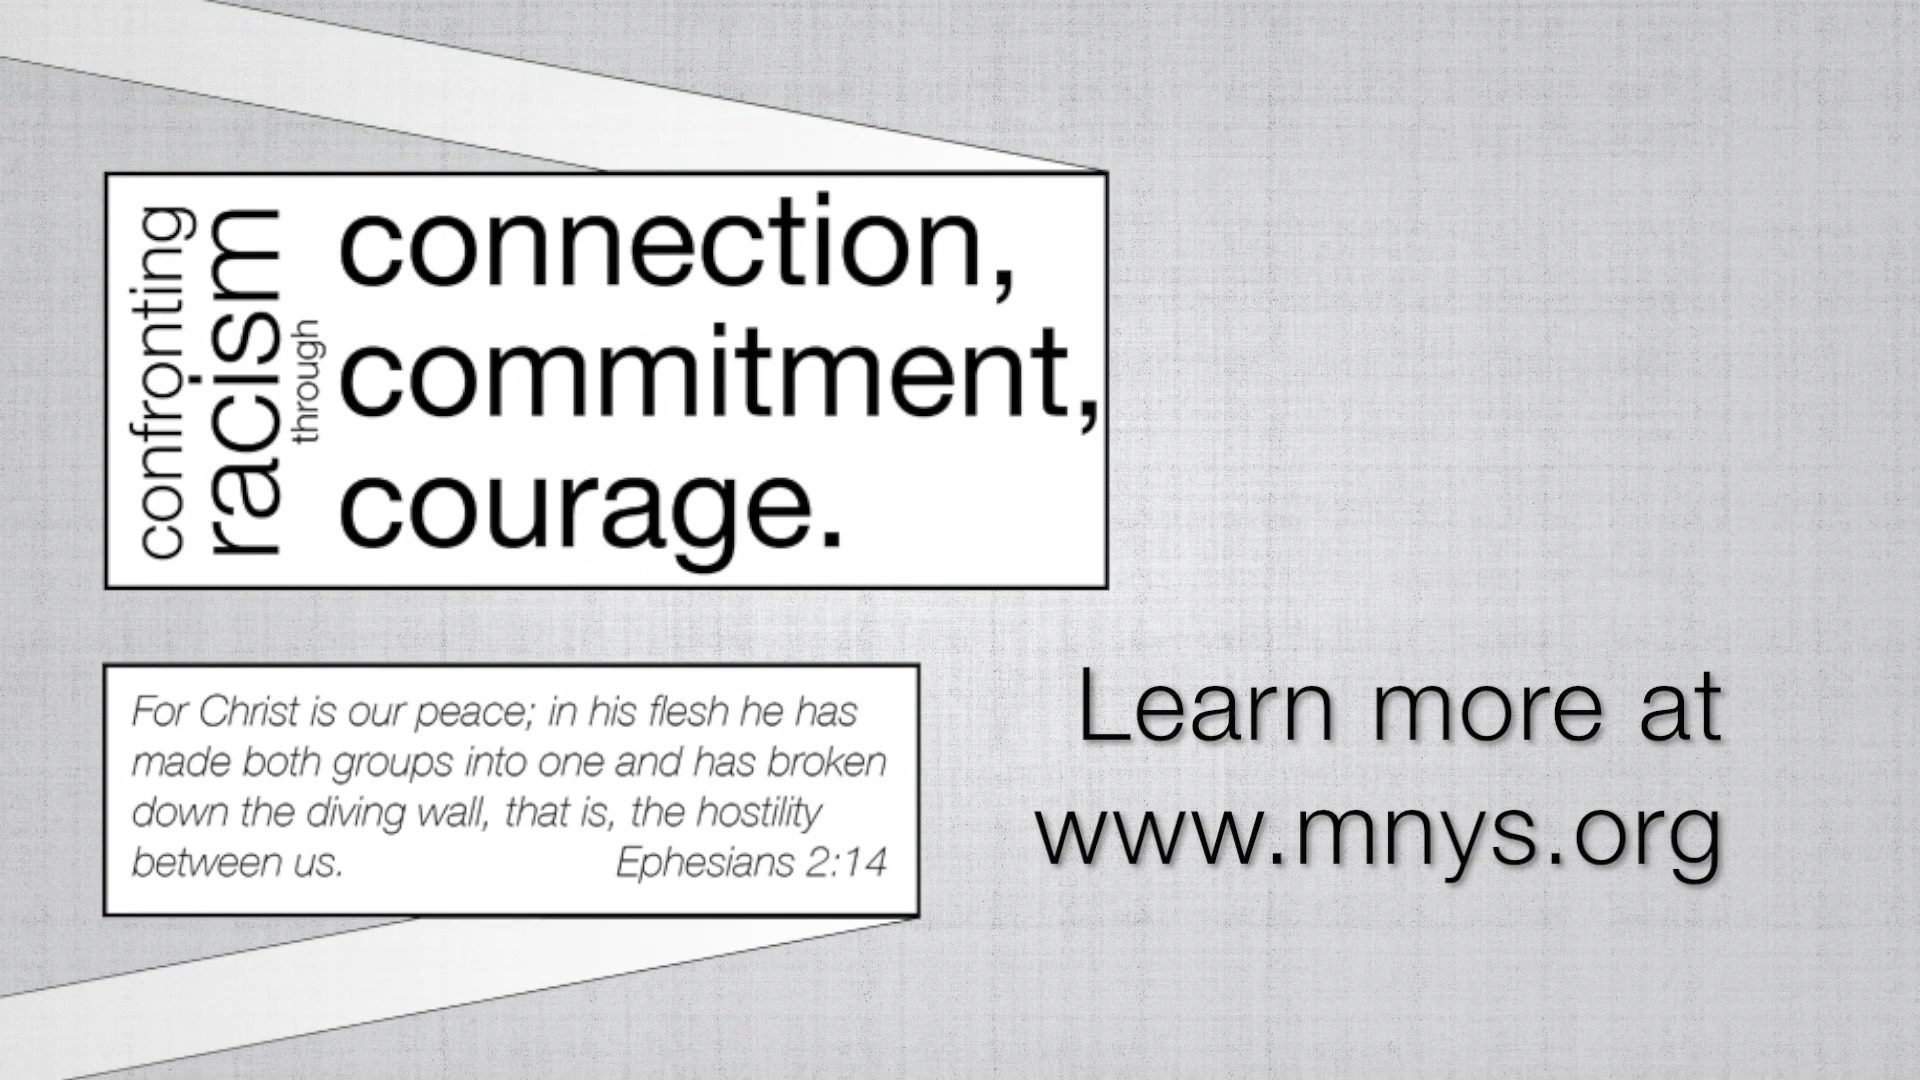 confronting
racism
through
connection,
commitment,
courage.
For Christ is our peace; in his flesh he has
made both groups into one and has broken
down the diving wall, that is, the hostility
between us. Ephesians 2:14
Learn more at
www.mnys.org